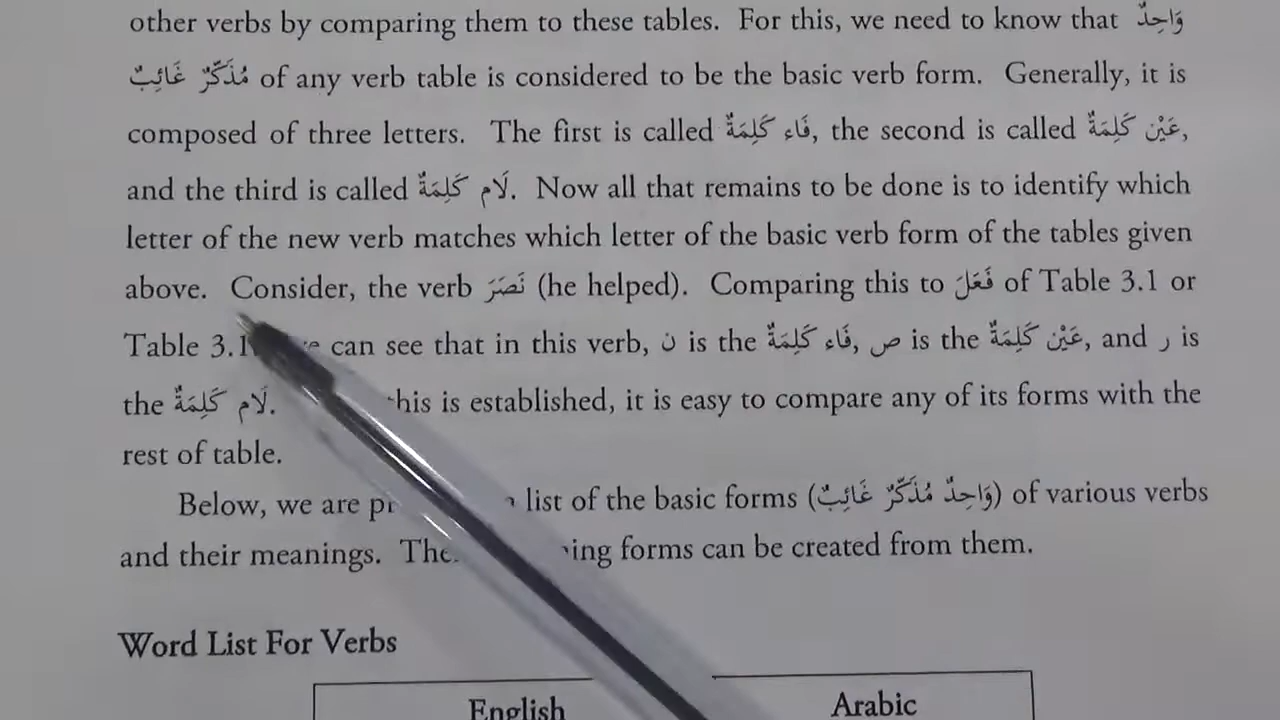 other verbs by comparing them to these tables. For this, we need to know that وَاحِدٌ
مُذَكَّرٌ غَائِبٌ of any verb table is considered to be the basic verb form. Generally, it is
composed of three letters. The first is called فَاء كَلِمَةٌ, the second is called عَيْن كَلِمَةٌ,
and the third is called لَام كَلِمَةٌ. Now all that remains to be done is to identify which
letter of the new verb matches which letter of the basic verb form of the tables given
above. Consider, the verb نَصَرَ (he helped). Comparing this to فَعَلَ of Table 3.1 or
Table 3.1 can see that in this verb, ن is the فَاء كَلِمَةٌ, ص is the عَيْن كَلِمَةٌ, and ر is
the لَام كَلِمَةٌ. this is established, it is easy to compare any of its forms with the
rest of table.
Below, we are list of the basic forms (وَاحِدٌ مُذَكَّرٌ غَائِبٌ) of various verbs
and their meanings. forms can be created from them.
Word List For Verbs
English Arabic